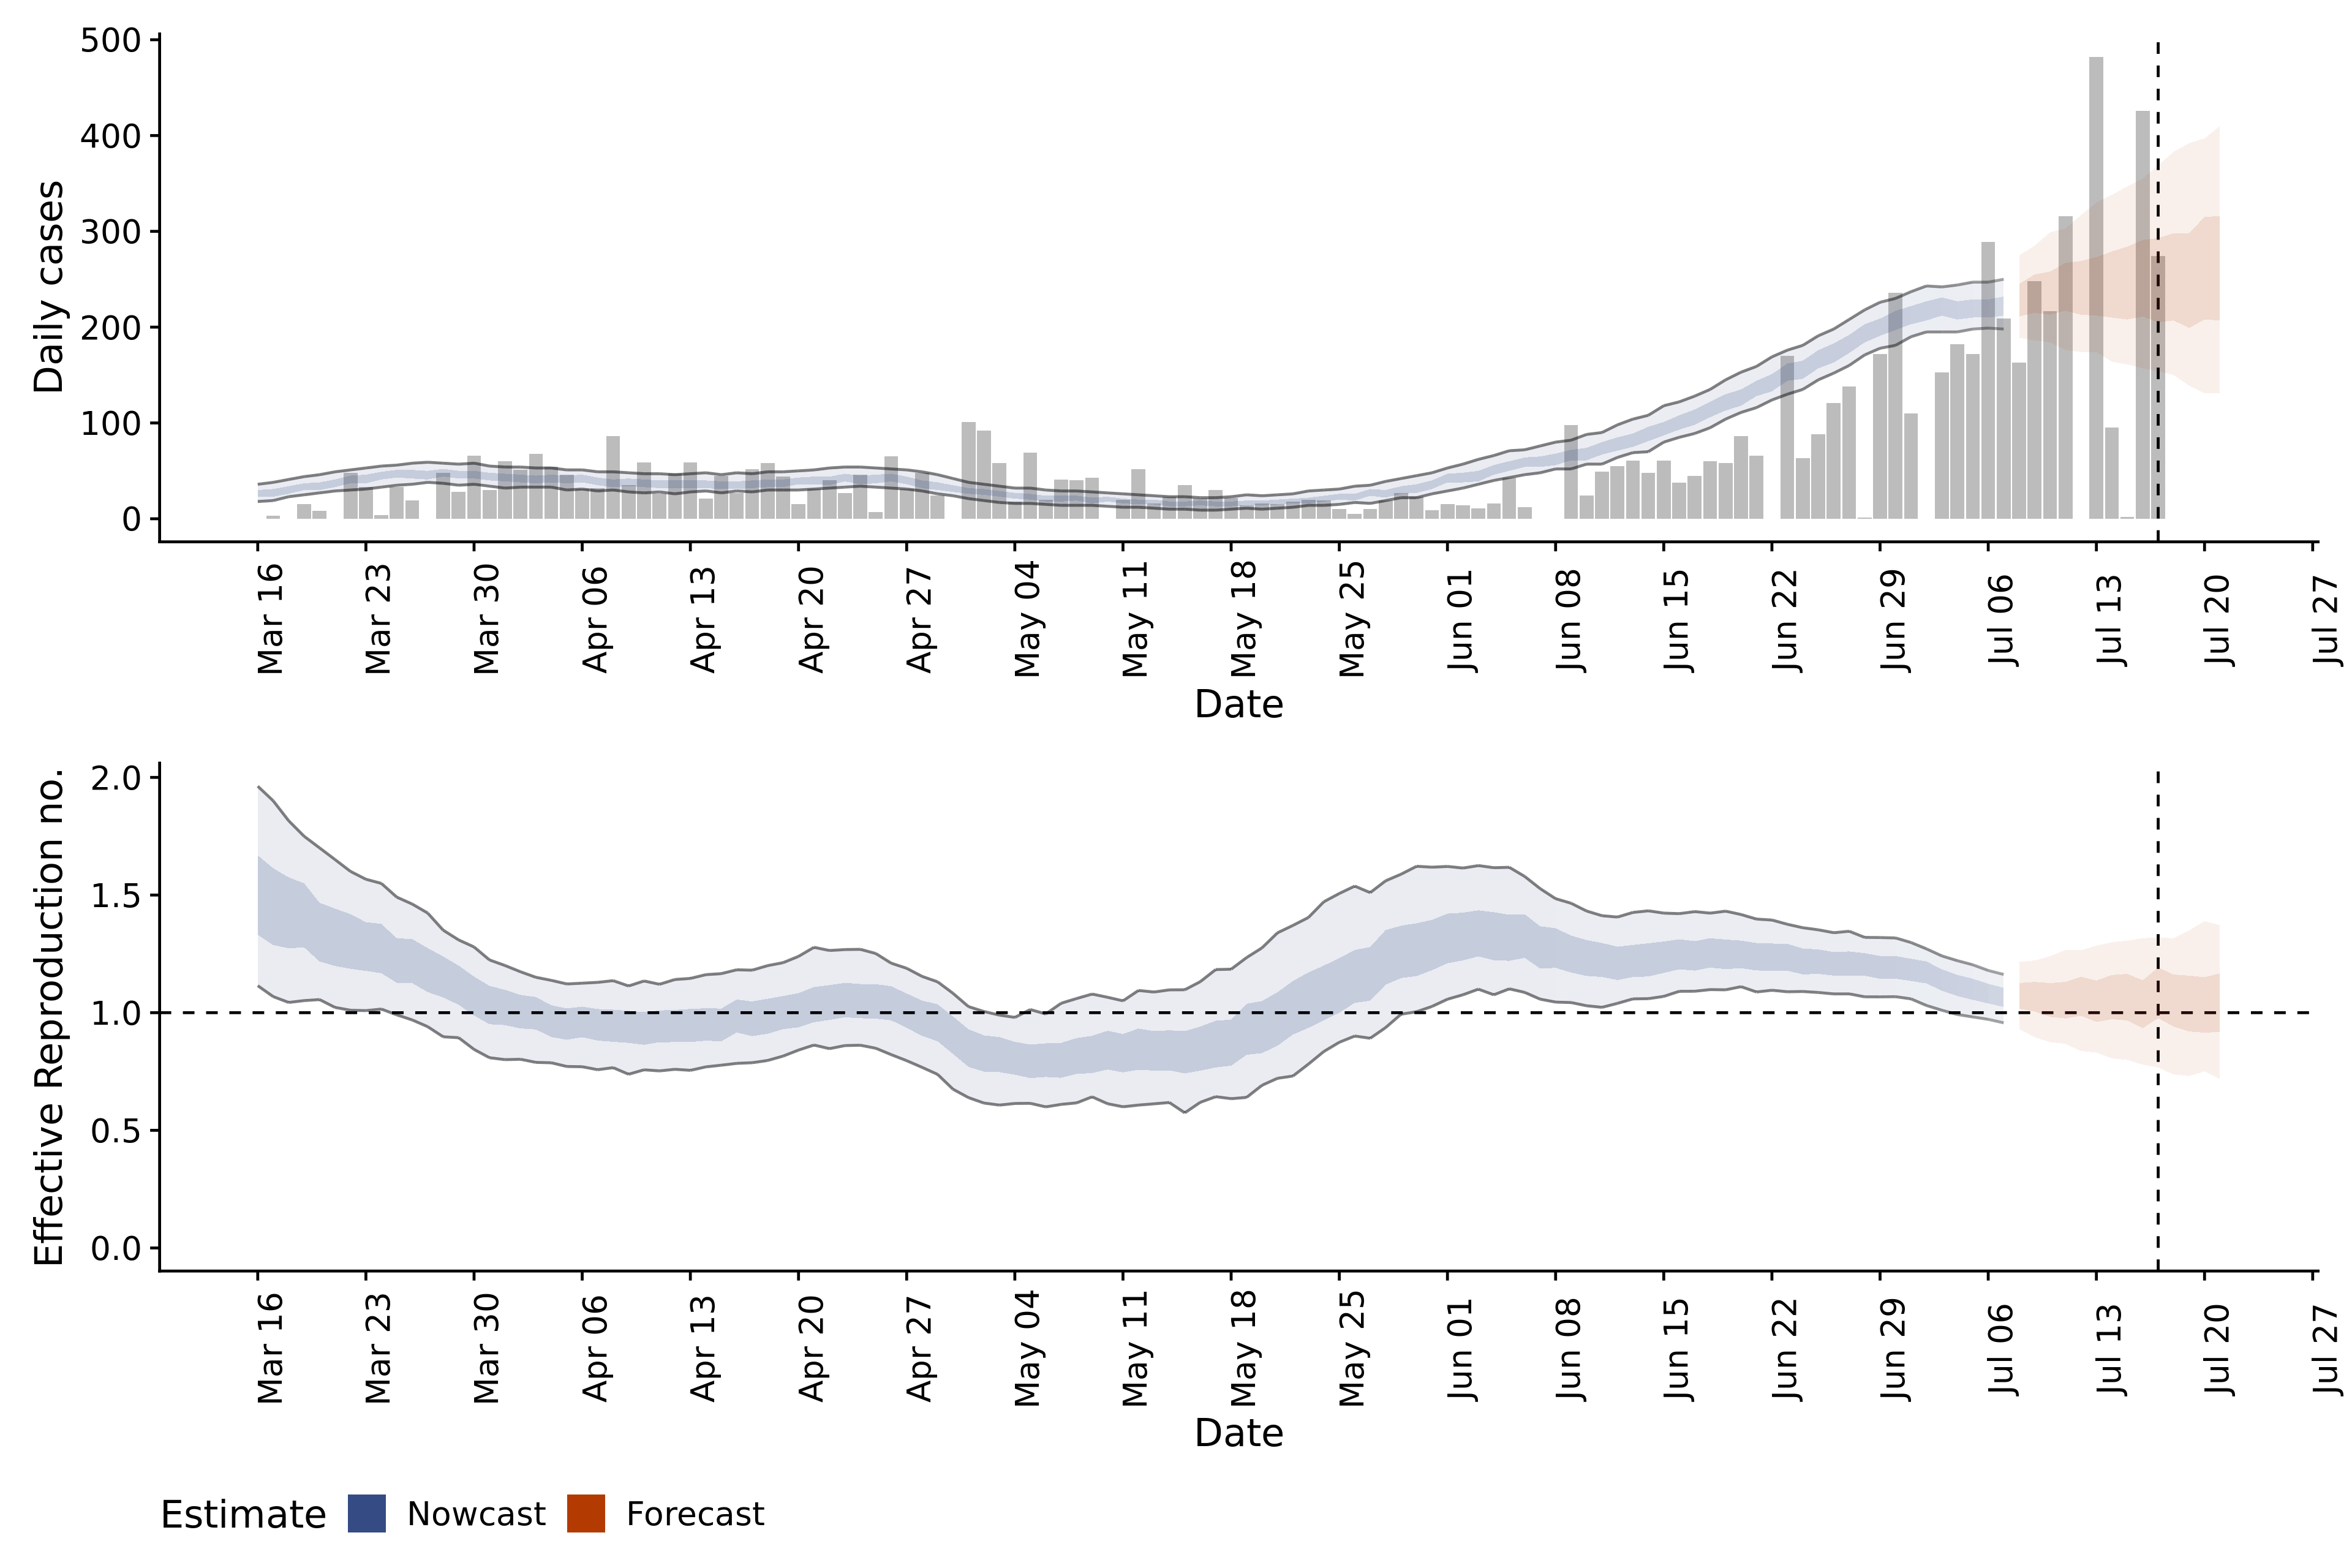 500
400
300
200
100
0
Daily cases
Mar 16 Mar 23 Mar 30 Apr 06 Apr 13 Apr 20 Apr 27 May 04 May 11 May 18 May 25 Jun 01 Jun 08 Jun 15 Jun 22 Jun 29 Jul 06 Jul 13 Jul 20 Jul 27
Date
2.0
1.5
1.0
0.5
0.0
Effective Reproduction no.
Mar 16 Mar 23 Mar 30 Apr 06 Apr 13 Apr 20 Apr 27 May 04 May 11 May 18 May 25 Jun 01 Jun 08 Jun 15 Jun 22 Jun 29 Jul 06 Jul 13 Jul 20 Jul 27
Date
Estimate Nowcast Forecast